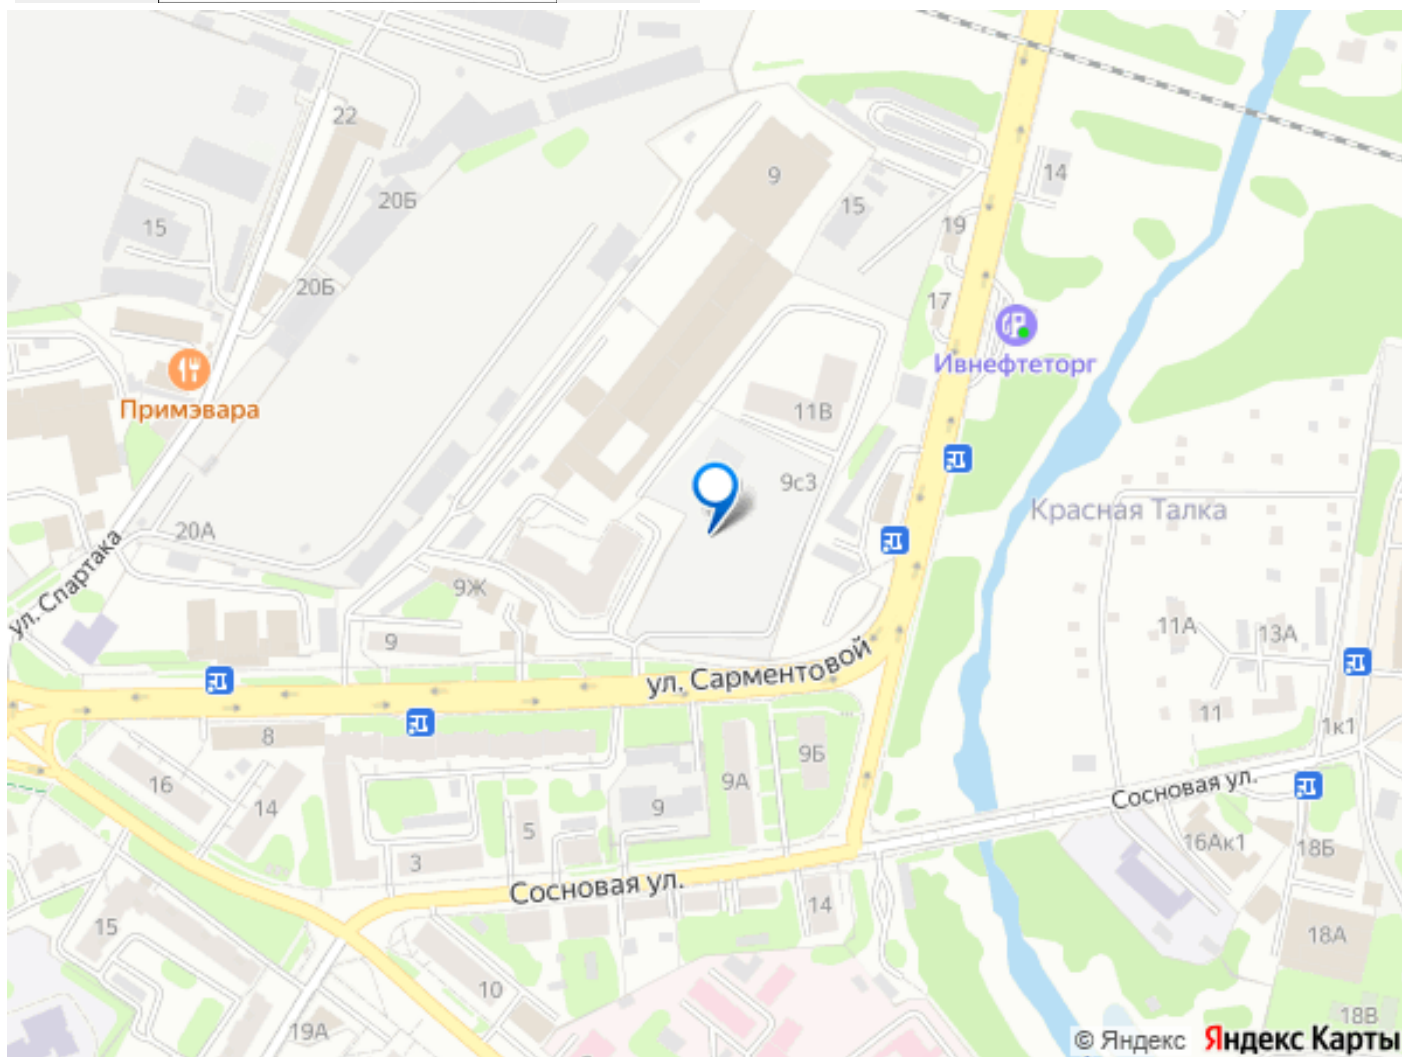 22
20Б
15
20Б
9
15
14
19
17
Ивнефтеторг
Примэвара
11В
9с3
Красная Талка
20А
ул. Спартака
9Ж
9
11А
13А
ул. Сарментовой
8
11
1к1
16
14
9А
9Б
9
5
3
Сосновая ул.
16Ак1
18Б
Сосновая ул.
14
15
18А
10
19А
18В
© Яндекс Яндекс Карты